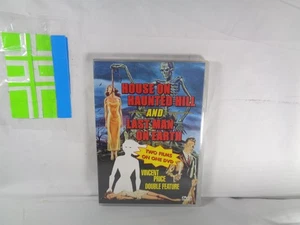 HOUSE ON
HAUNTED HILL
AND
LAST MAN
ON EARTH
TWO FILMS
ON ONE DVD
VINCENT
PRICE
DOUBLE FEATURE